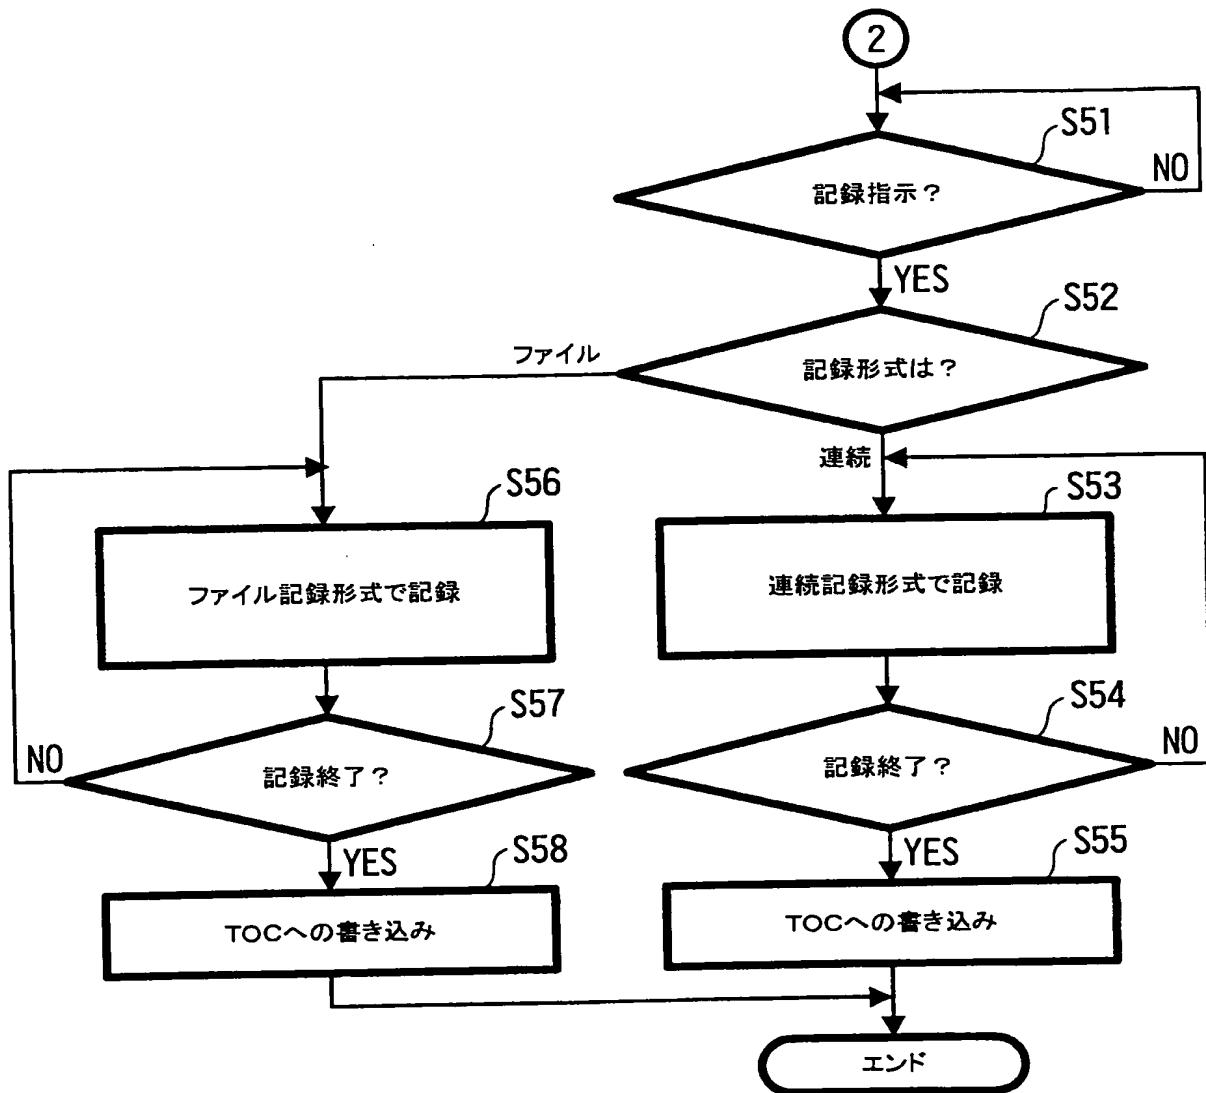 2
S51
記録指示?
NO
YES
S52
記録形式は?
ファイル
連続
S56
ファイル記録形式で記録
S53
連続記録形式で記録
S57
記録終了?
NO
S54
記録終了?
NO
YES
S58
TOCへの書き込み
YES
S55
TOCへの書き込み
エンド